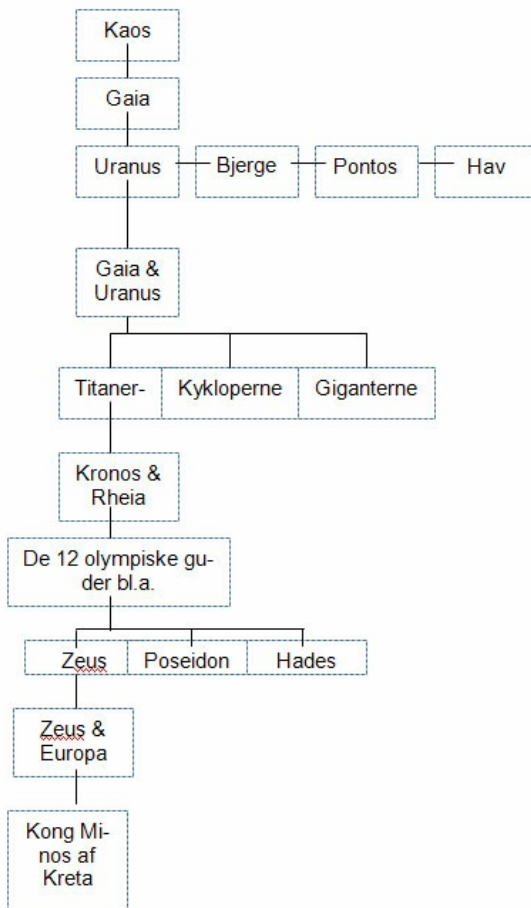 Kaos
Gaia
Uranus
Bjerge
Pontos
Hav
Gaia &
Uranus
Titaner-
Kykloperne
Giganterne
Kronos &
Rheia
De 12 olympiske gu-
der bl.a.
Zeus
Poseidon
Hades
Zeus &
Europa
Kong Mi-
nos af
Kreta